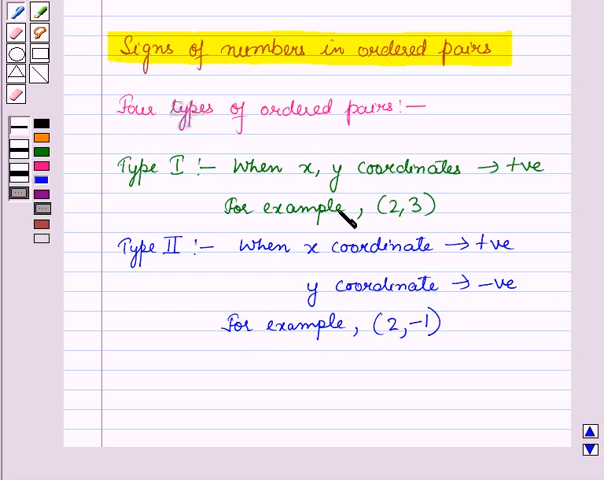 Signs of numbers in ordered pairs
Four types of ordered pairs:-
Type I :- When x, y coordinates → +ve
For example, (2, 3)
Type II :- When x coordinate → +ve
y coordinate → -ve
For example, (2, -1)